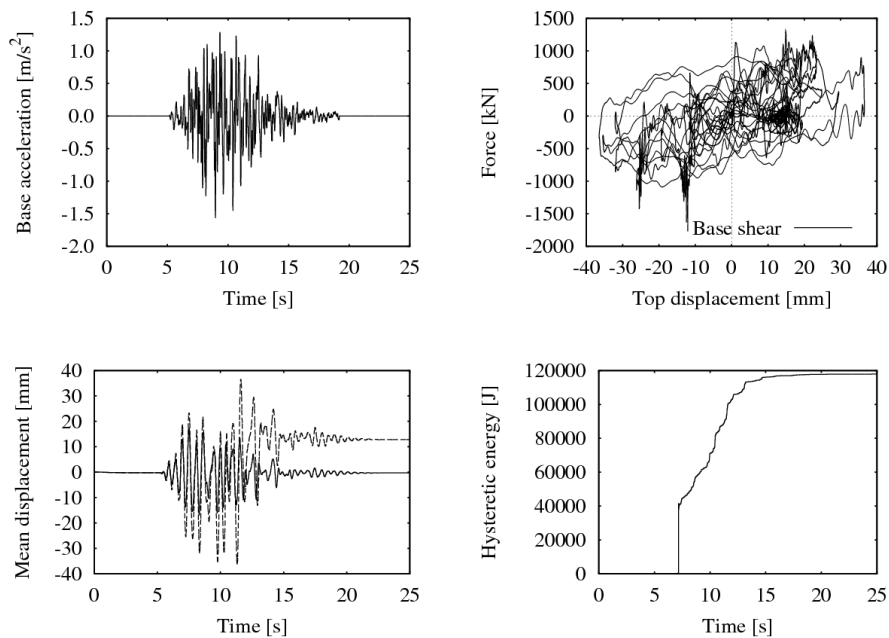 1.5
1.0
0.5
0.0
-0.5
-1.0
-1.5
-2.0
Base acceleration [m/s²]
0 5 10 15 20 25
Time [s]
1500
1000
500
0
-500
-1000
-1500
-2000
Force [kN]
Base shear
-40 -30 -20 -10 0 10 20 30 40
Top displacement [mm]
40
30
20
10
0
-10
-20
-30
-40
Mean displacement [mm]
0 5 10 15 20 25
Time [s]
120000
100000
80000
60000
40000
20000
0
Hysteretic energy [J]
0 5 10 15 20 25
Time [s]